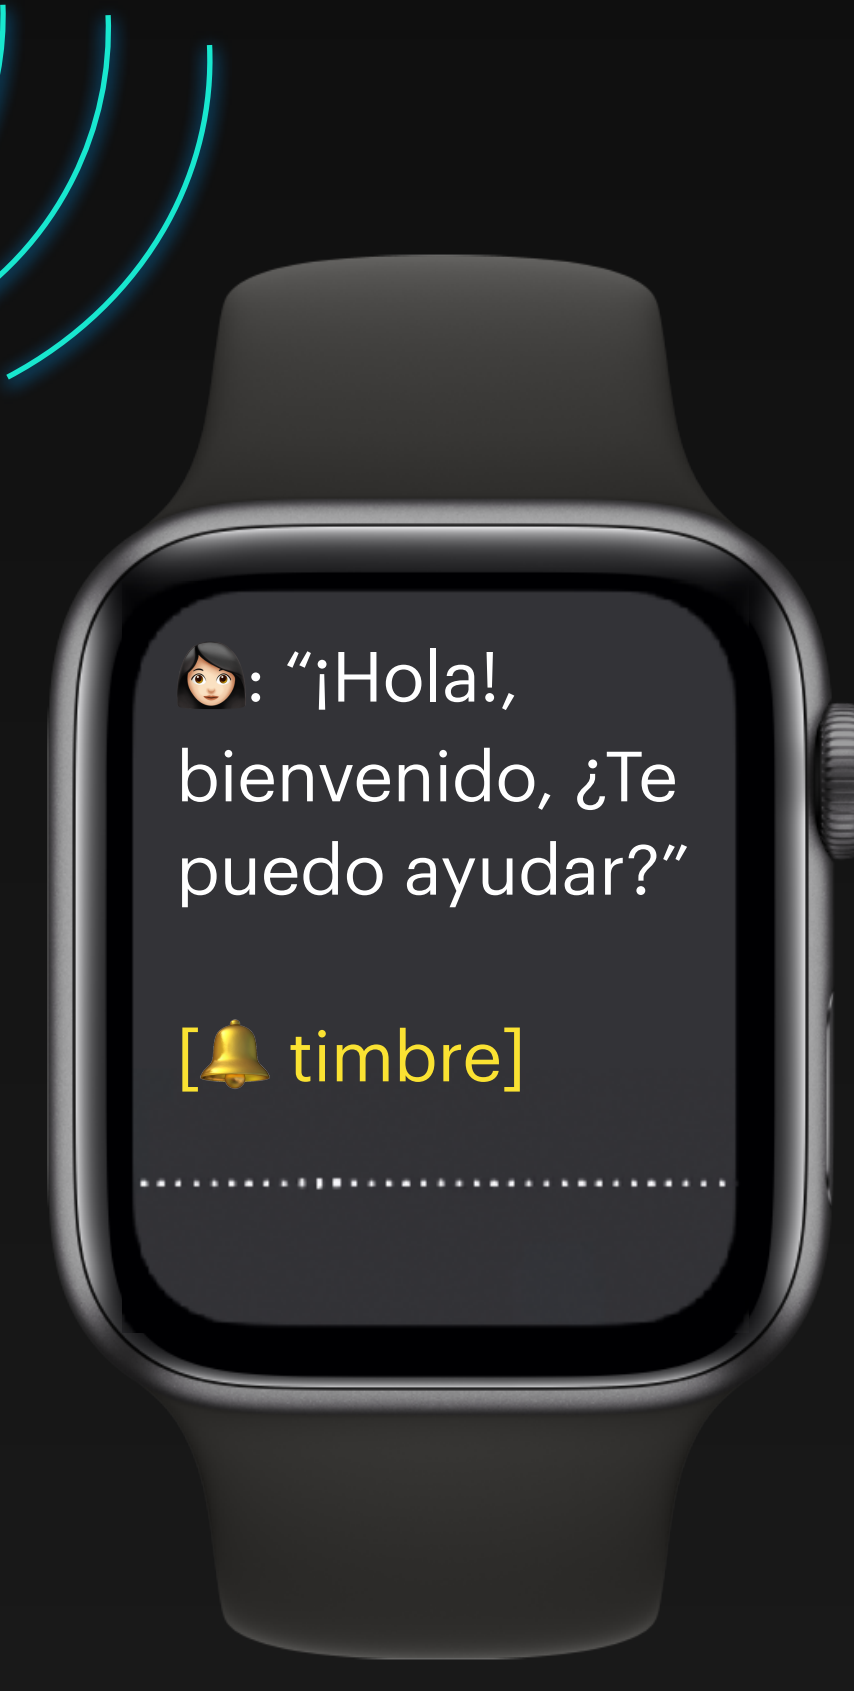 👩🏻: “¡Hola!,
bienvenido, ¿Te
puedo ayudar?”
[🔔 timbre]